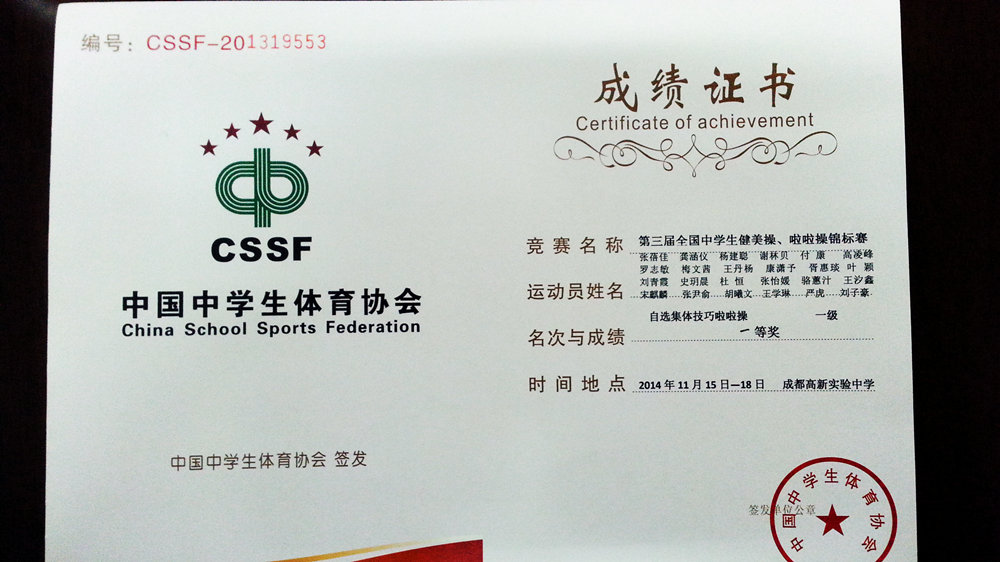 编号：CSSF-201319553
CSSF
中国中学生体育协会
China School Sports Federation
中国中学生体育协会 签发
成绩证书
Certificate of achievement
竞赛名称 第三届全国中学生健美操、啦啦操锦标赛
张蓓佳 龚涵仪 杨建聪 谢林贝 付康 高凌峰
罗志敏 梅文茜 王丹杨 康潇予 胥惠琰 叶颖
运动员姓名
刘青霞 史玥晟 杜恒 张怡媛 骆蕙汁 王汐鑫
宋麒麟 张尹俞 胡曦文 王学琳 严虎 刘子豪
自选集体技巧啦啦操 一级
名次与成绩 一等奖
时间地点 2014年11月15日—18日 成都高新实验中学
签发单位公章
中国中学生体育协会